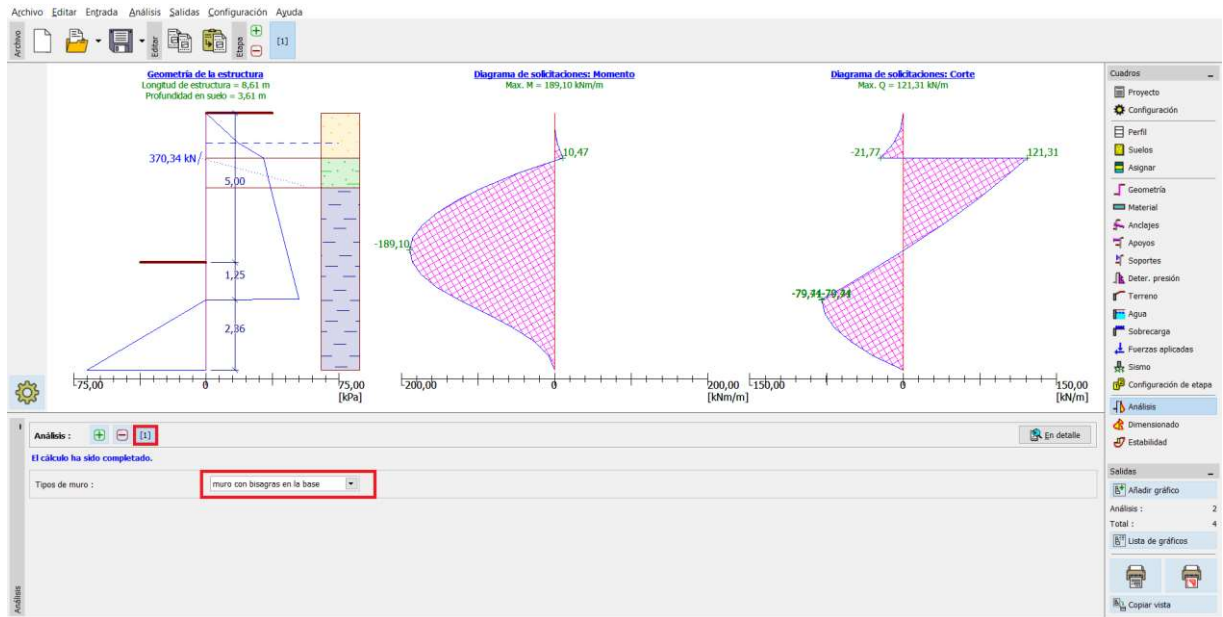 Archivo Editar Entrada Análisis Salidas Configuración Ayuda
Archivo
Editar
Etapa
[1]
Geometría de la estructura
Longitud de estructura = 8,61 m
Profundidad en suelo = 3,61 m
370,34 kN/
5,00
1,25
2,36
75,00 0 75,00
[kPa]
Diagrama de solicitaciones: Momento
Max. M = 189,10 kNm/m
10,47
-189,10
-200,00 0 200,00
[kNm/m]
Diagrama de solicitaciones: Corte
Max. Q = 121,31 kN/m
-21,77
121,31
-79,94
-150,00 0 150,00
[kN/m]
Cuadros
Proyecto
Configuración
Perfil
Suelos
Asignar
Geometría
Material
Anclajes
Apoyos
Soportes
Deter. presión
Terreno
Agua
Sobrecarga
Fuerzas aplicadas
Sismo
Configuración de etapa
Análisis
Dimensionado
Estabilidad
Análisis : [1]
En detalle
El cálculo ha sido completado.
Tipos de muro : muro con bisagras en la base
Análisis
Salidas
Añadir gráfico
Análisis : 2
Total : 4
Lista de gráficos
Copiar vista